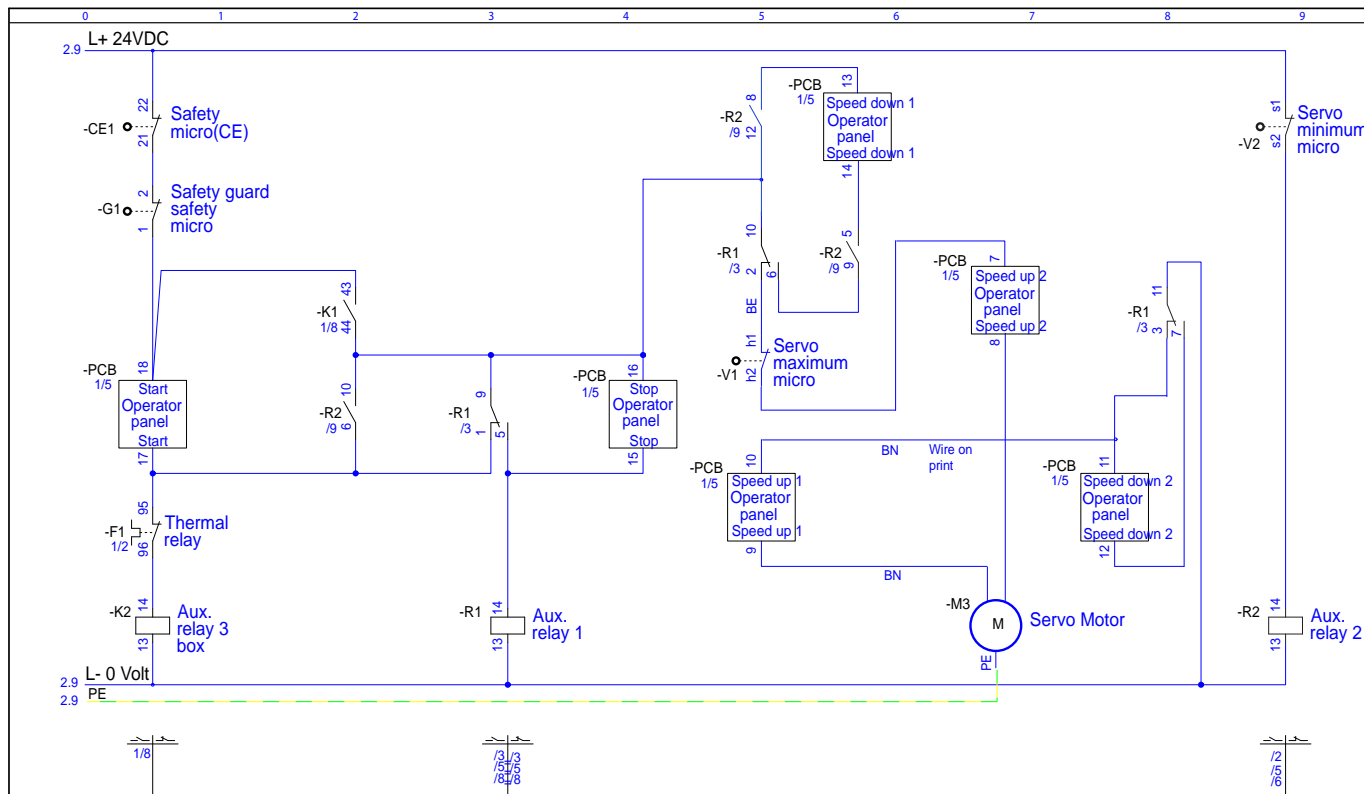 0 1 2 3 4 5 6 7 8 9
L+ 24VDC
2.9
22
-CE1
21
Safety
micro(CE)
2
-G1
1
Safety guard
safety
micro
43
-K1
1/8
44
18
-PCB
1/5
Start
Operator
panel
Start
17
10
-R2
/9
6
9
-R1
/3
1
5
16
-PCB
1/5
Stop
Operator
panel
Stop
15
95
-F1
1/2
96
Thermal
relay
14
-K2
13
Aux.
relay 3
box
14
-R1
13
Aux.
relay 1
8
-R2
/9
12
13
-PCB
1/5
Speed down 1
Operator
panel
Speed down 1
14
10
-R1
/3
2
6
5
-R2
/9
9
BE
h1
-V1
h2
Servo
maximum
micro
7
-PCB
1/5
Speed up 2
Operator
panel
Speed up 2
8
11
-R1
/3
3
7
BN
Wire on
print
10
-PCB
1/5
Speed up 1
Operator
panel
Speed up 1
9
BN
11
-PCB
1/5
Speed down 2
Operator
panel
Speed down 2
12
-M3
M
Servo Motor
PE
s1
-V2
s2
Servo
minimum
micro
14
-R2
13
Aux.
relay 2
L- 0 Volt
2.9
PE
2.9
1/8
/3 /3
/5 /5
/8 /8
/2
/5
/6